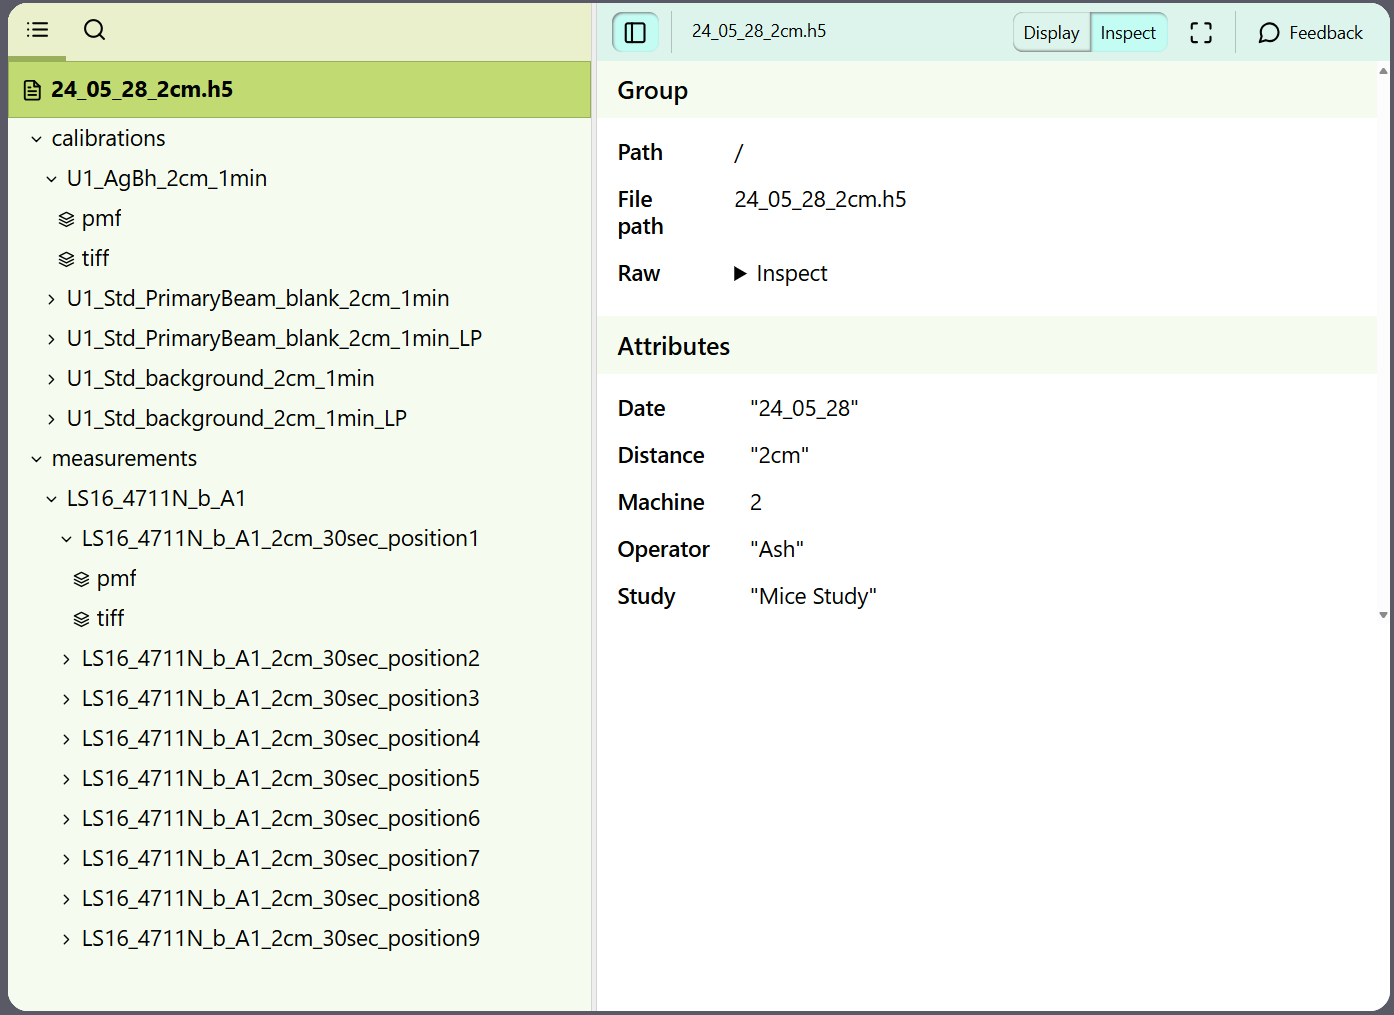 24_05_28_2cm.h5
calibrations
U1_AgBh_2cm_1min
pmf
tiff
U1_Std_PrimaryBeam_blank_2cm_1min
U1_Std_PrimaryBeam_blank_2cm_1min_LP
U1_Std_background_2cm_1min
U1_Std_background_2cm_1min_LP
measurements
LS16_4711N_b_A1
LS16_4711N_b_A1_2cm_30sec_position1
pmf
tiff
LS16_4711N_b_A1_2cm_30sec_position2
LS16_4711N_b_A1_2cm_30sec_position3
LS16_4711N_b_A1_2cm_30sec_position4
LS16_4711N_b_A1_2cm_30sec_position5
LS16_4711N_b_A1_2cm_30sec_position6
LS16_4711N_b_A1_2cm_30sec_position7
LS16_4711N_b_A1_2cm_30sec_position8
LS16_4711N_b_A1_2cm_30sec_position9
24_05_28_2cm.h5 Display Inspect Feedback
Group
Path /
File path 24_05_28_2cm.h5
Raw Inspect
Attributes
Date "24_05_28"
Distance "2cm"
Machine 2
Operator "Ash"
Study "Mice Study"